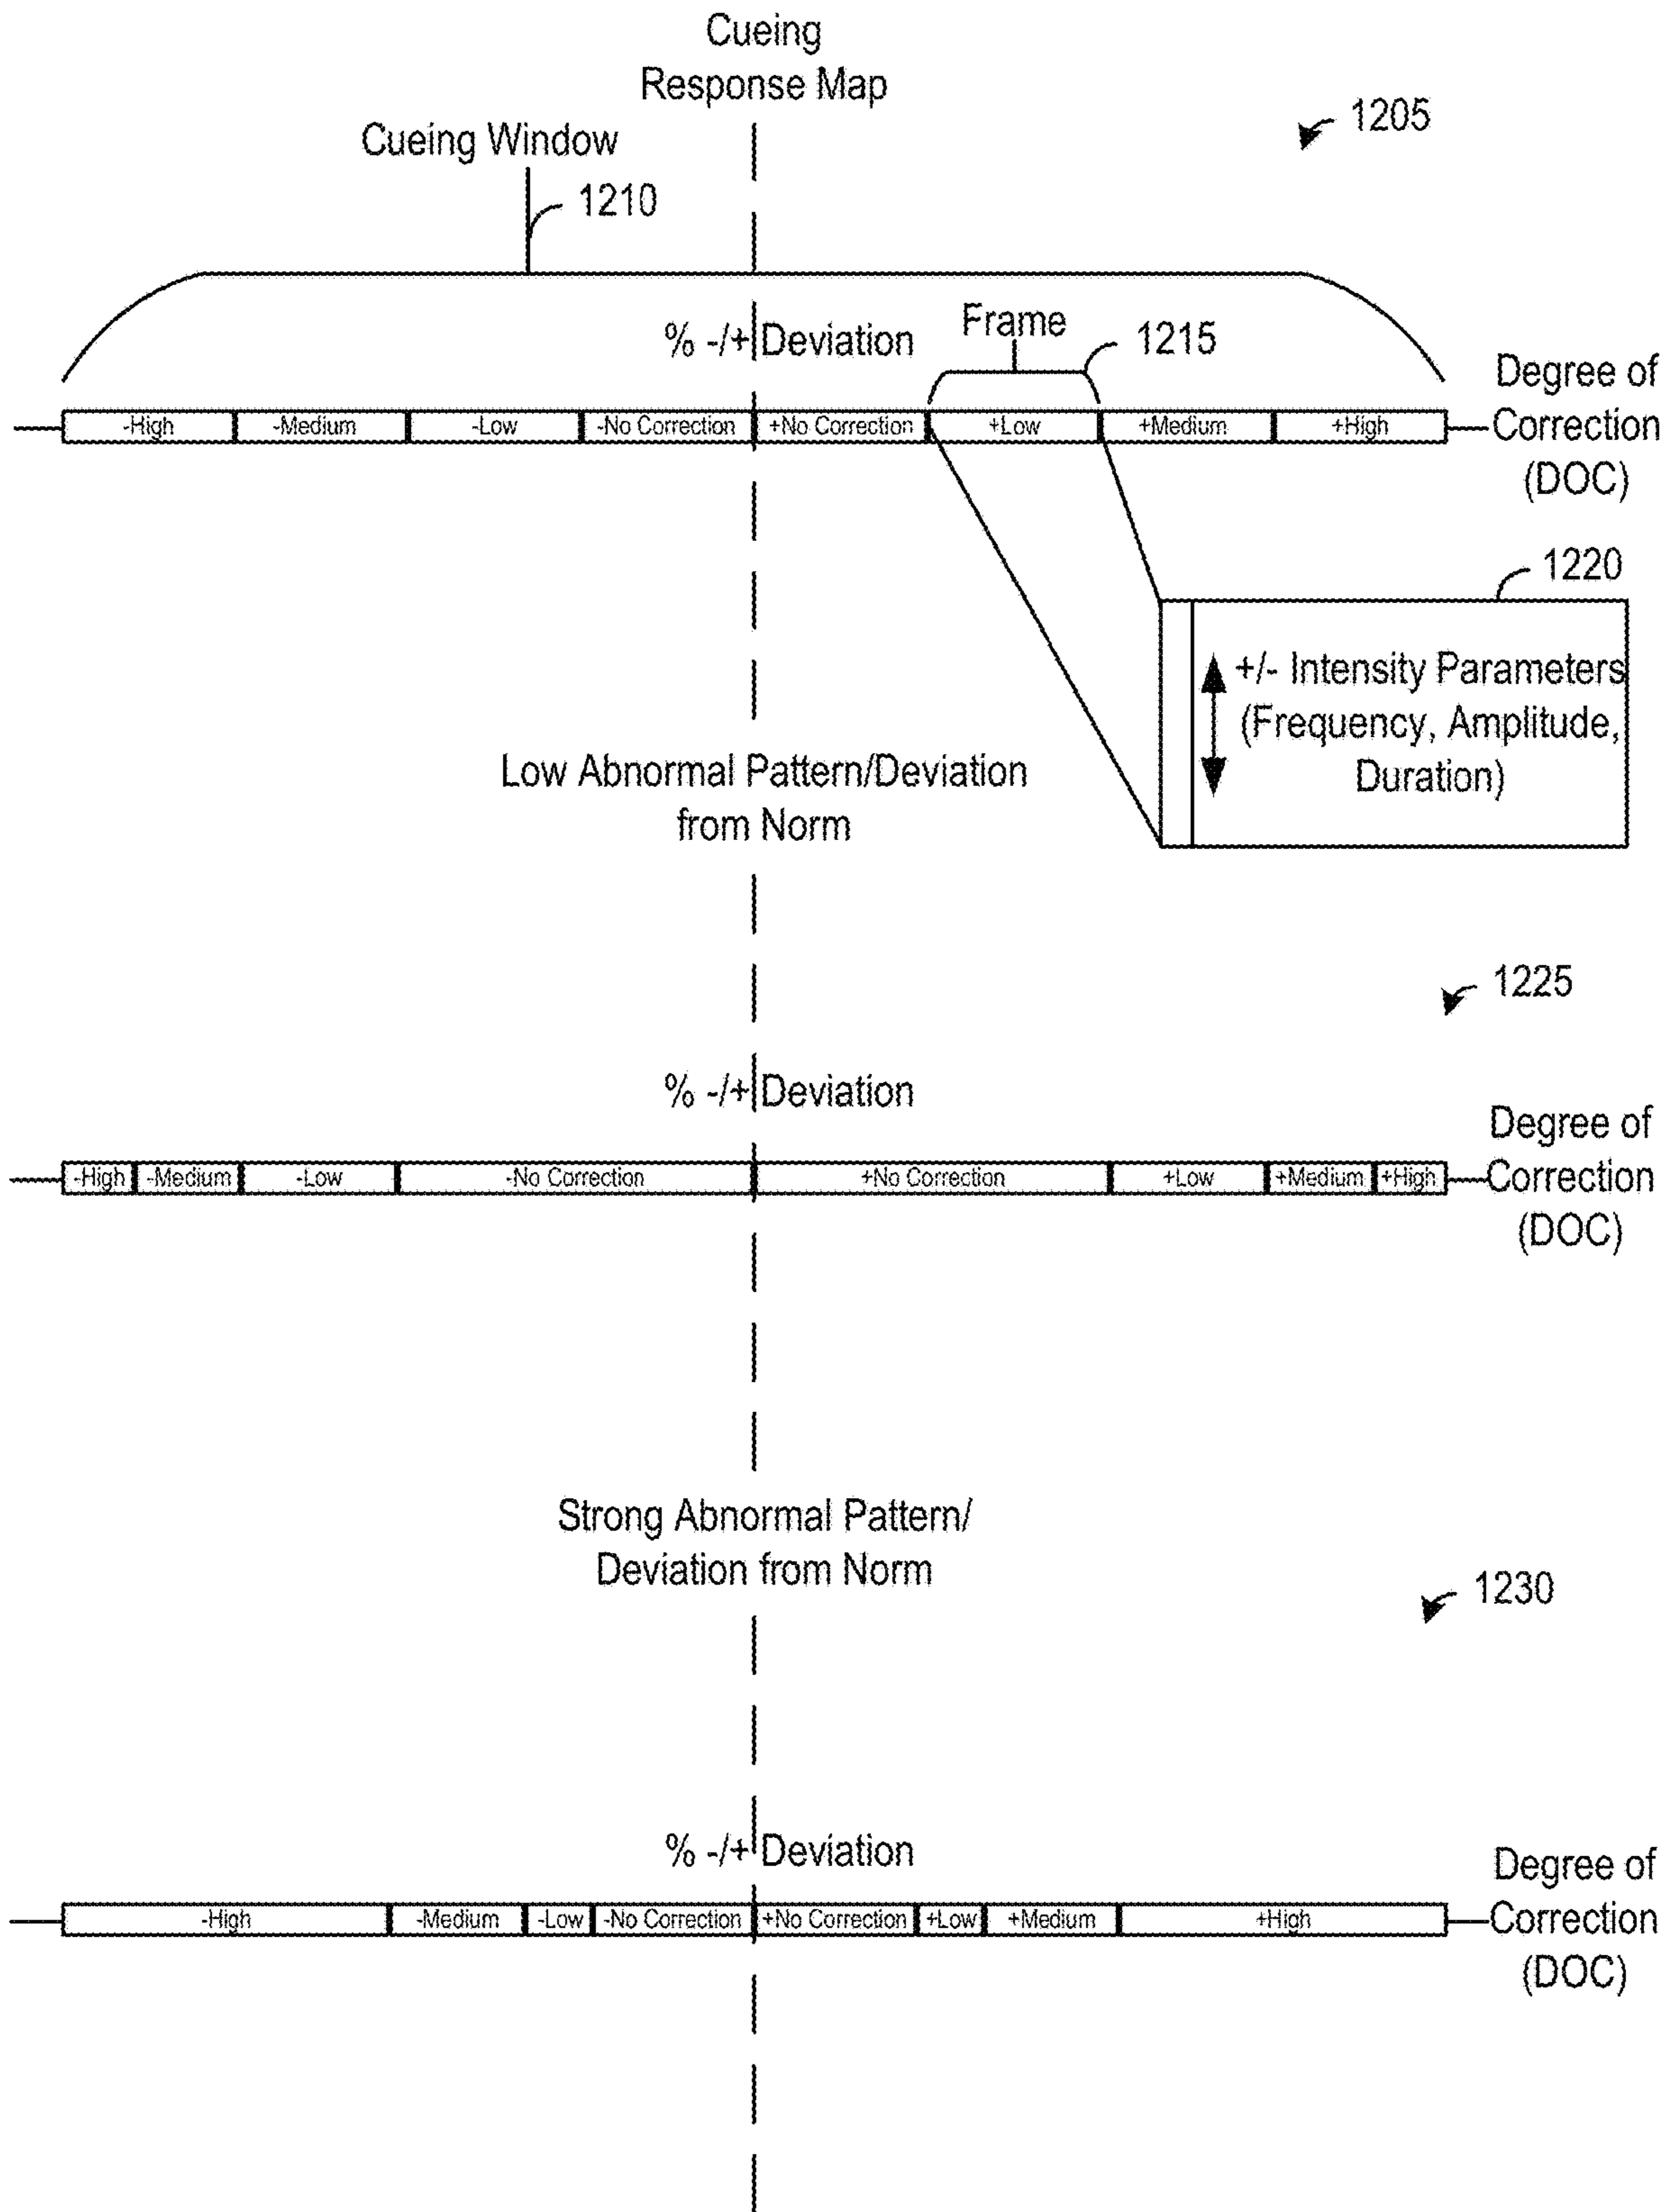 Cueing
Response Map
1205
Cueing Window
1210
% -/+ Deviation
Frame
1215
-High -Medium -Low -No Correction +No Correction +Low +Medium +High
Degree of
Correction
(DOC)
1220
+/- Intensity Parameters
(Frequency, Amplitude,
Duration)
Low Abnormal Pattern/Deviation
from Norm
1225
% -/+ Deviation
-High -Medium -Low -No Correction +No Correction +Low +Medium +High
Degree of
Correction
(DOC)
Strong Abnormal Pattern/
Deviation from Norm
1230
% -/+ Deviation
-High -Medium -Low -No Correction +No Correction +Low +Medium +High
Degree of
Correction
(DOC)